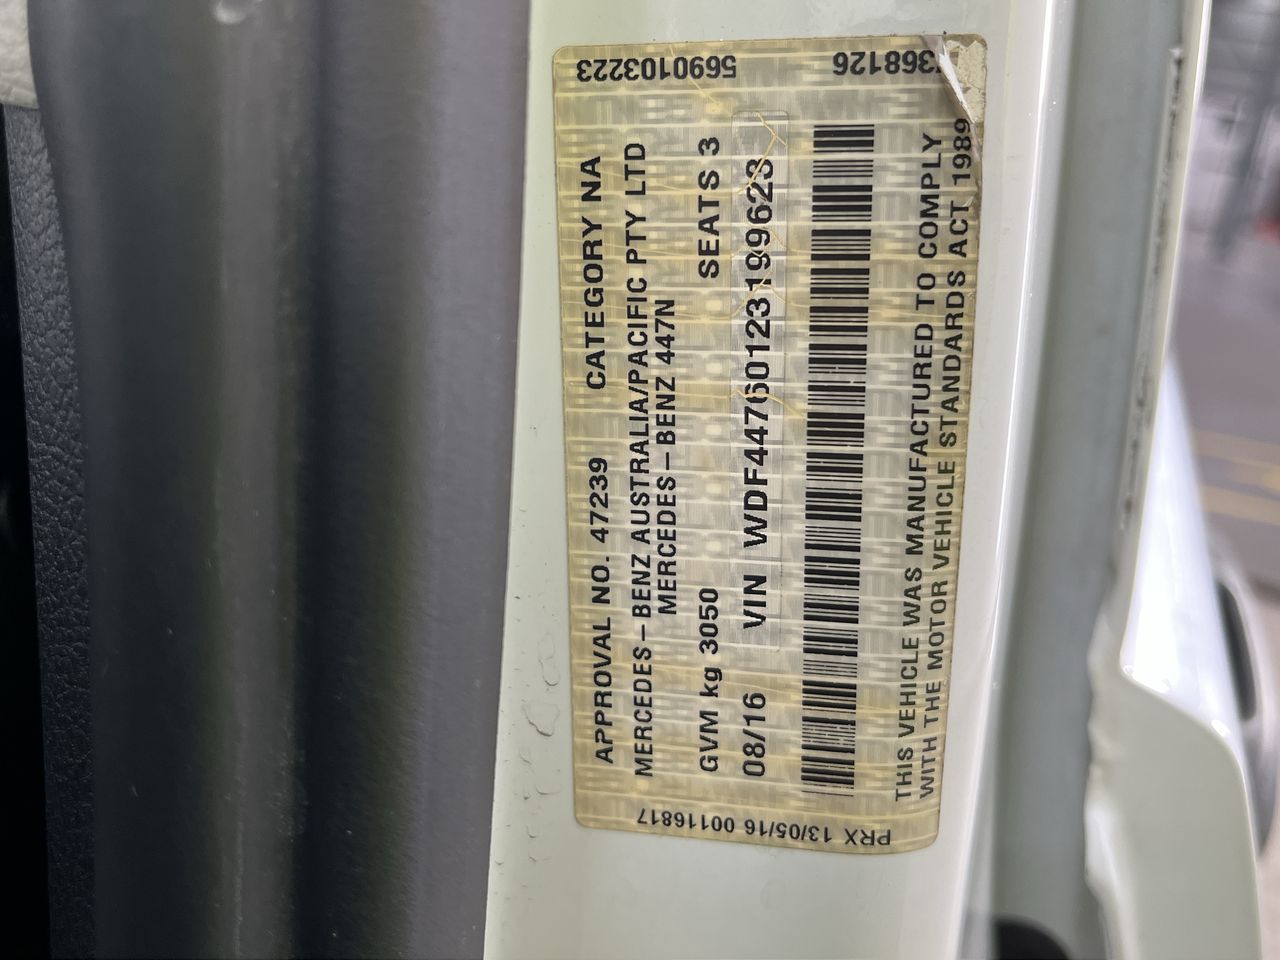 APPROVAL NO. 47239 CATEGORY NA
MERCEDES-BENZ AUSTRALIA/PACIFIC PTY LTD
MERCEDES-BENZ 447N
GVM kg 3050 SEATS 3
08/16 VIN WDF44760123199623
THIS VEHICLE WAS MANUFACTURED TO COMPLY
WITH THE MOTOR VEHICLE STANDARDS ACT 1989
PRX 13/05/16 00116817
5690103223
368126